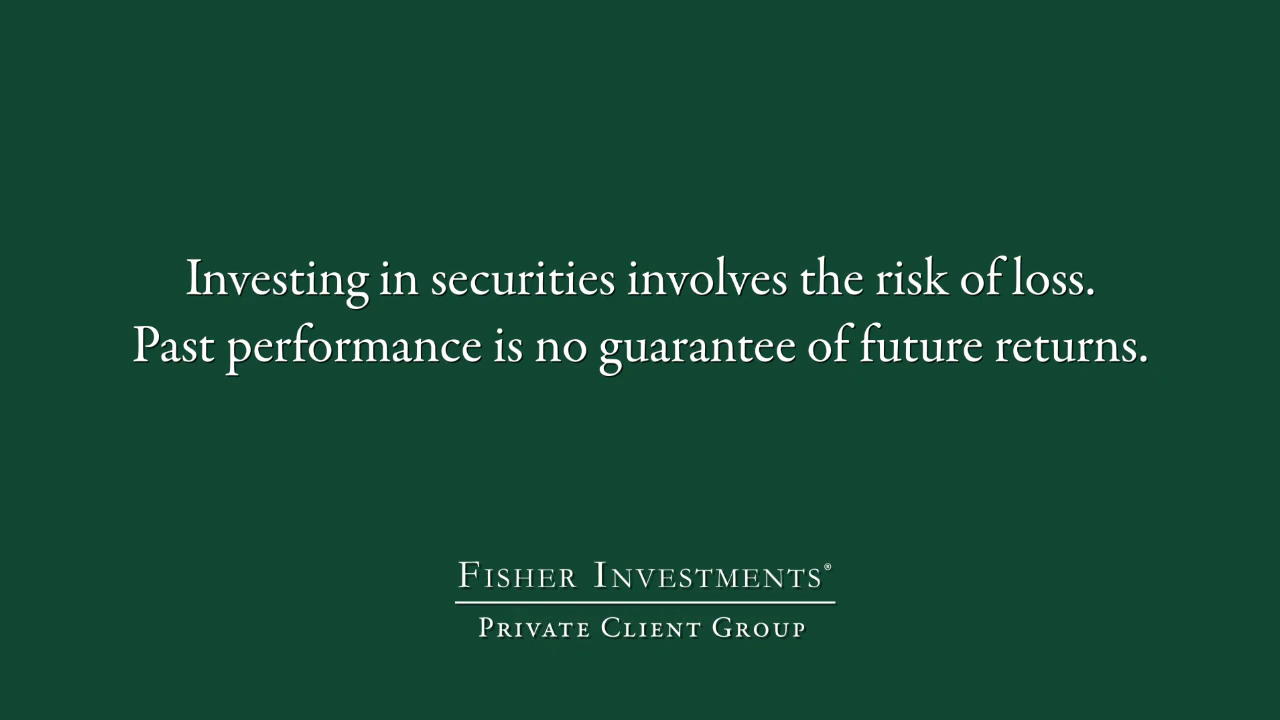 Investing in securities involves the risk of loss.
Past performance is no guarantee of future returns.
FISHER INVESTMENTS®
PRIVATE CLIENT GROUP